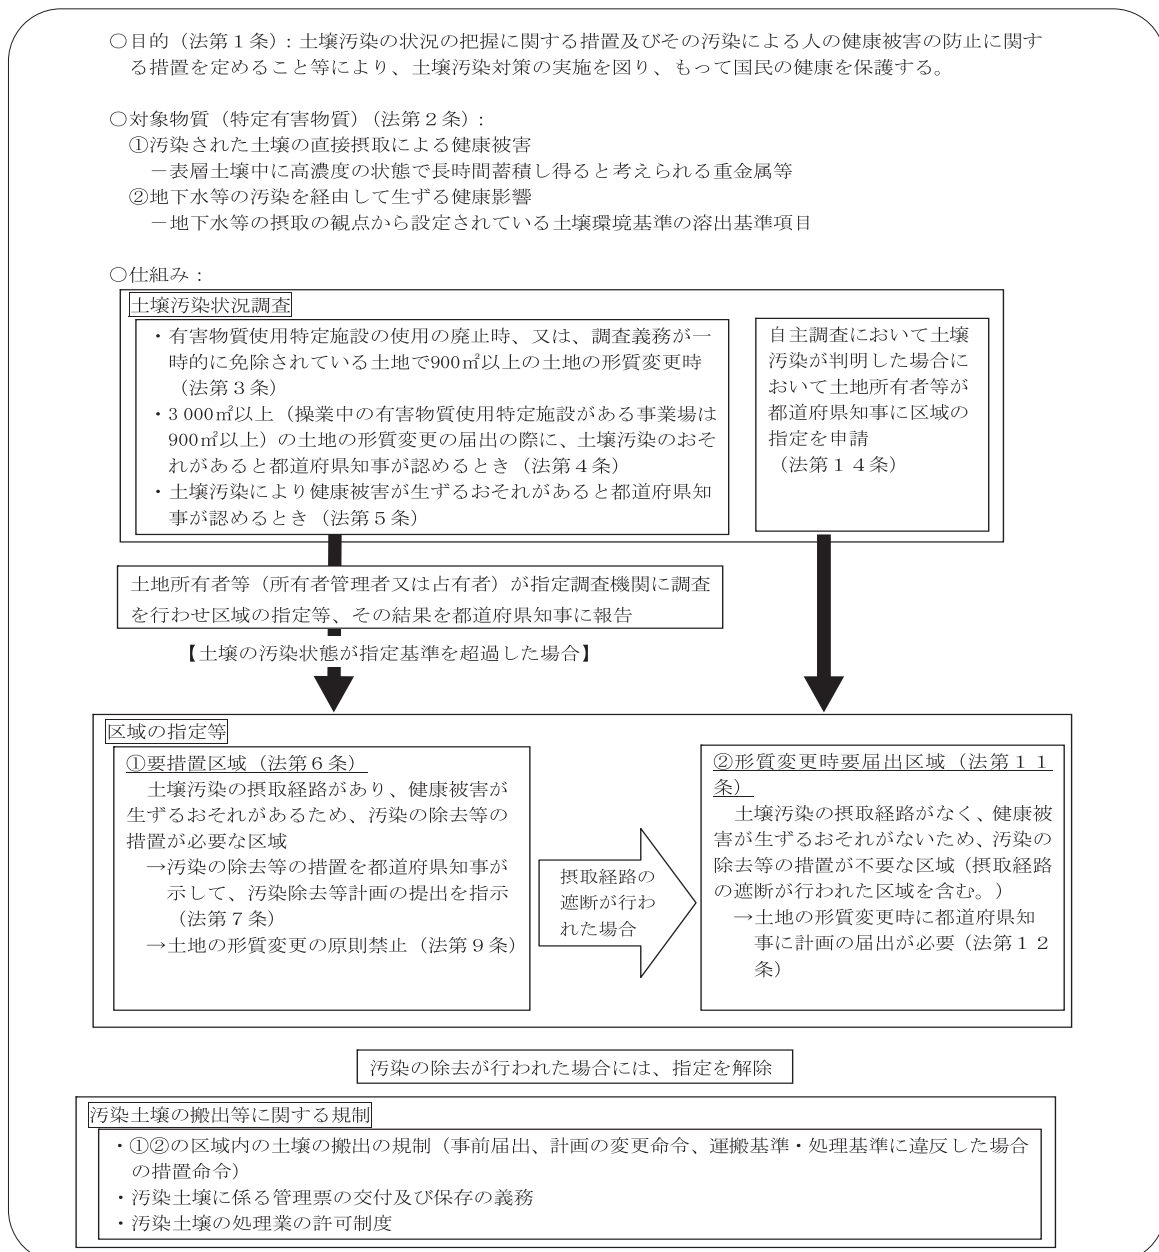 ○目的（法第１条）：土壌汚染の状況の把握に関する措置及びその汚染による人の健康被害の防止に関す
る措置を定めること等により、土壌汚染対策の実施を図り、もって国民の健康を保護する。
○対象物質（特定有害物質）（法第２条）：
①汚染された土壌の直接摂取による健康被害
－表層土壌中に高濃度の状態で長時間蓄積し得ると考えられる重金属等
②地下水等の汚染を経由して生ずる健康影響
－地下水等の摂取の観点から設定されている土壌環境基準の溶出基準項目
○仕組み：
土壌汚染状況調査
・有害物質使用特定施設の使用の廃止時、又は、調査義務が一
時的に免除されている土地で900㎡以上の土地の形質変更時
（法第３条）
・3 000㎡以上（操業中の有害物質使用特定施設がある事業場は
900㎡以上）の土地の形質変更の届出の際に、土壌汚染のおそ
れがあると都道府県知事が認めるとき（法第４条）
・土壌汚染により健康被害が生ずるおそれがあると都道府県知
事が認めるとき（法第５条）
自主調査において土壌
汚染が判明した場合に
おいて土地所有者等が
都道府県知事に区域の
指定を申請
（法第１４条）
土地所有者等（所有者管理者又は占有者）が指定調査機関に調査
を行わせ区域の指定等、その結果を都道府県知事に報告
【土壌の汚染状態が指定基準を超過した場合】
区域の指定等
①要措置区域（法第６条）
土壌汚染の摂取経路があり、健康被害が
生ずるおそれがあるため、汚染の除去等の
措置が必要な区域
→汚染の除去等の措置を都道府県知事が
示して、汚染除去等計画の提出を指示
（法第７条）
→土地の形質変更の原則禁止（法第９条）
摂取経路の
遮断が行わ
れた場合
②形質変更時要届出区域（法第１１
条）
土壌汚染の摂取経路がなく、健康被
害が生ずるおそれがないため、汚染の
除去等の措置が不要な区域（摂取経路
の遮断が行われた区域を含む。）
→土地の形質変更時に都道府県知
事に計画の届出が必要（法第１２
条）
汚染の除去が行われた場合には、指定を解除
汚染土壌の搬出等に関する規制
・①②の区域内の土壌の搬出の規制（事前届出、計画の変更命令、運搬基準・処理基準に違反した場合
の措置命令）
・汚染土壌に係る管理票の交付及び保存の義務
・汚染土壌の処理業の許可制度